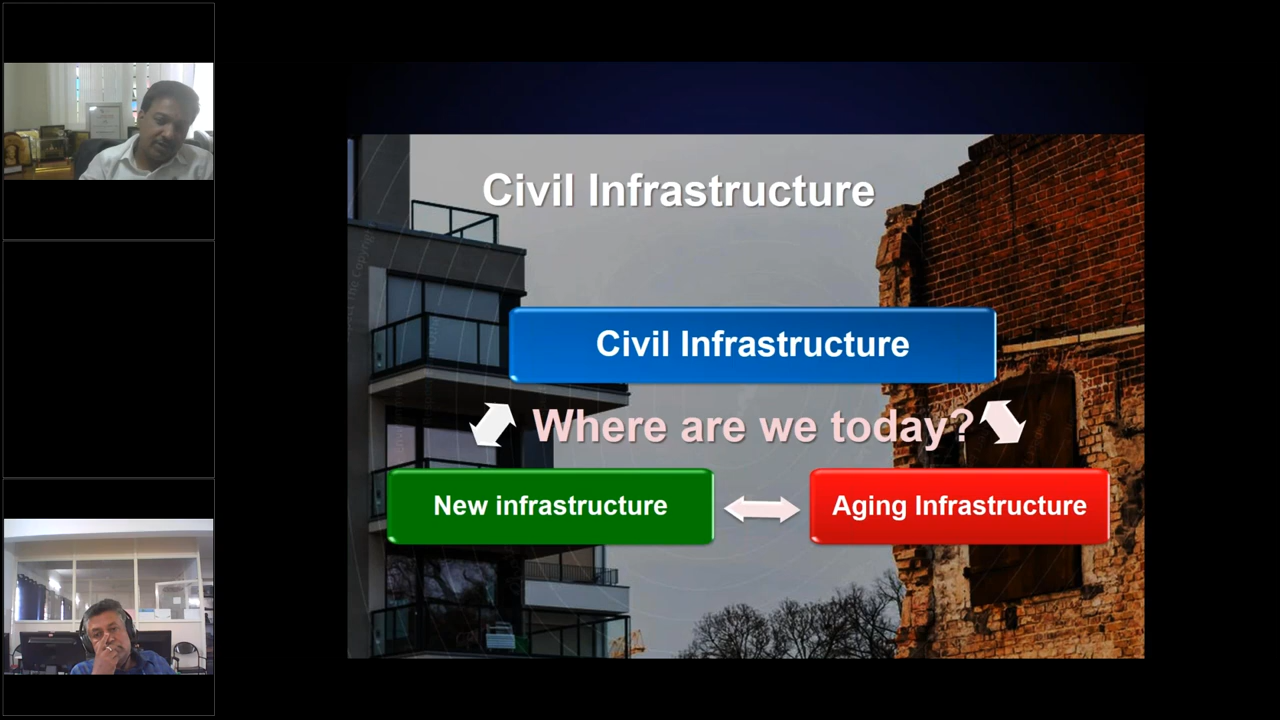 Civil Infrastructure
Civil Infrastructure
Where are we today?
New infrastructure
Aging Infrastructure